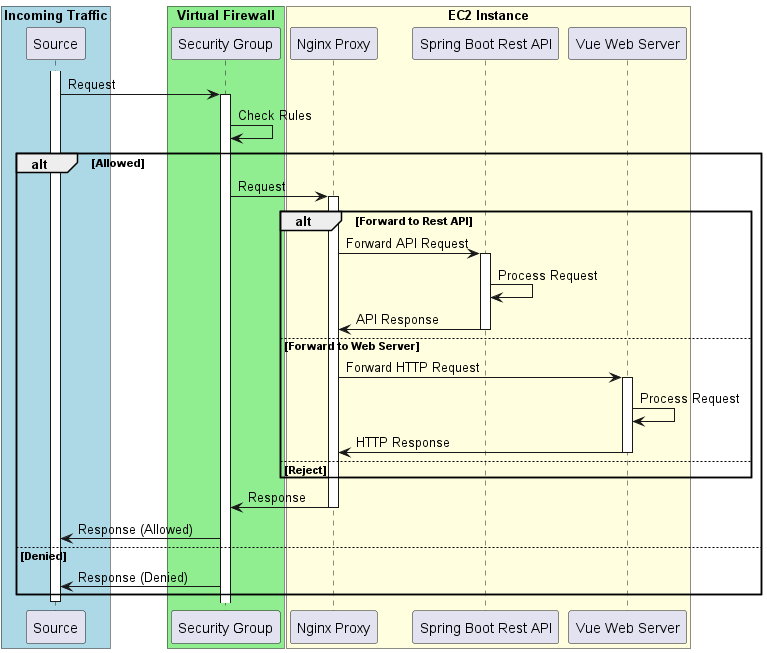 Incoming Traffic
Virtual Firewall
EC2 Instance
Source
Security Group
Nginx Proxy
Spring Boot Rest API
Vue Web Server
Request
Check Rules
alt
[Allowed]
Request
alt
[Forward to Rest API]
Forward API Request
Process Request
API Response
[Forward to Web Server]
Forward HTTP Request
Process Request
HTTP Response
[Reject]
Response
Response (Allowed)
[Denied]
Response (Denied)
Source
Security Group
Nginx Proxy
Spring Boot Rest API
Vue Web Server